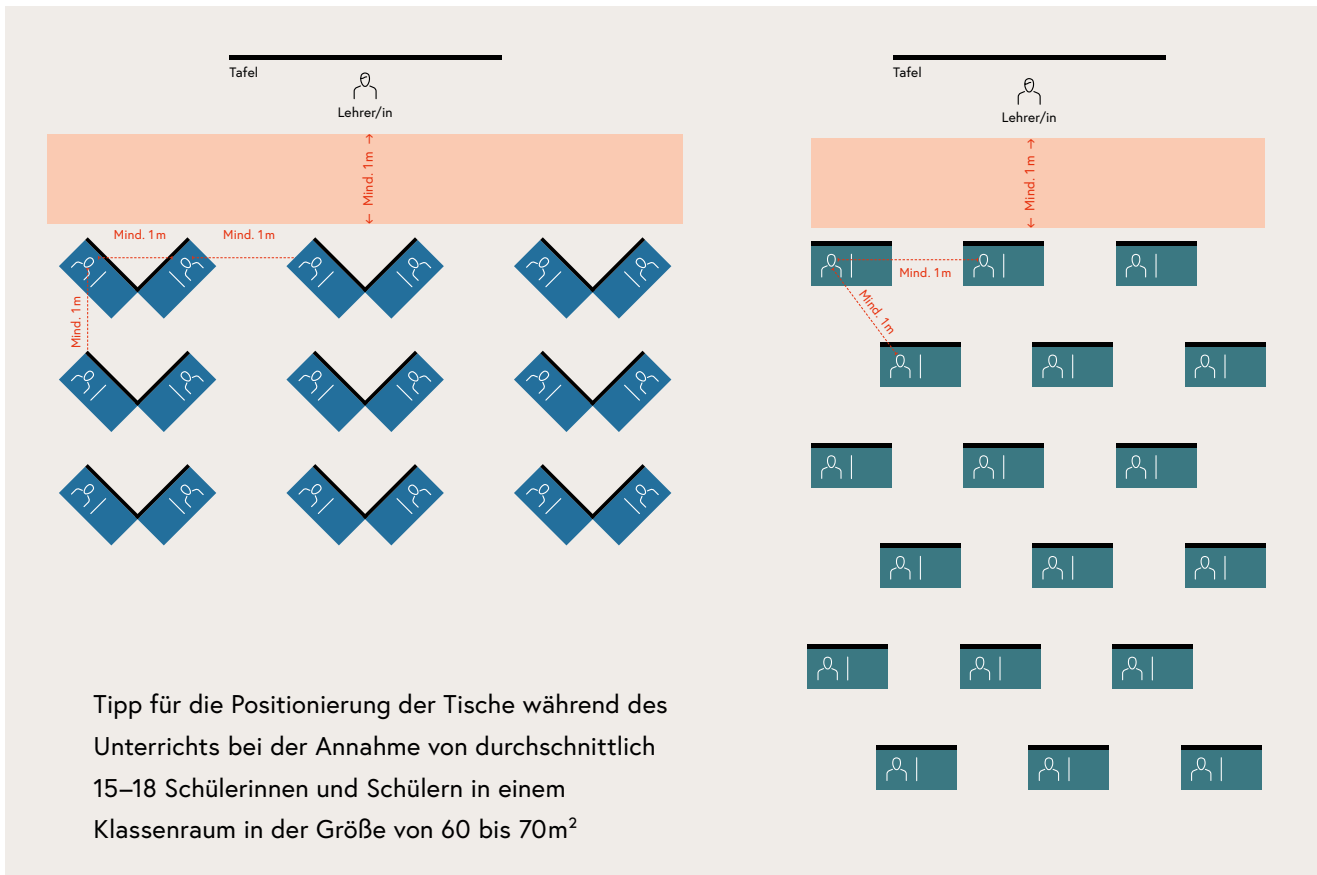 Tafel
Lehrer/in
Mind. 1m
Mind. 1m
Mind. 1m
Mind. 1m
Tafel
Lehrer/in
Mind. 1m
Mind. 1m
Mind. 1m
Tipp für die Positionierung der Tische während des
Unterrichts bei der Annahme von durchschnittlich
15–18 Schülerinnen und Schülern in einem
Klassenraum in der Größe von 60 bis 70m²